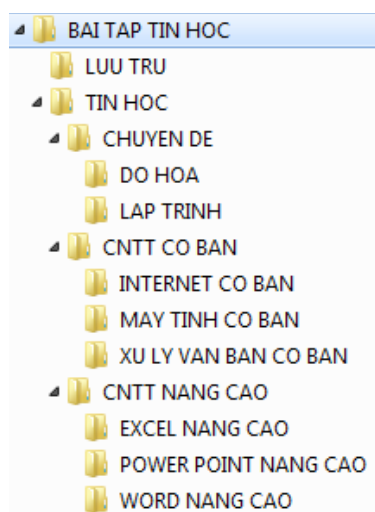 BAI TAP TIN HOC
LUU TRU
TIN HOC
CHUYEN DE
DO HOA
LAP TRINH
CNTT CO BAN
INTERNET CO BAN
MAY TINH CO BAN
XU LY VAN BAN CO BAN
CNTT NANG CAO
EXCEL NANG CAO
POWER POINT NANG CAO
WORD NANG CAO